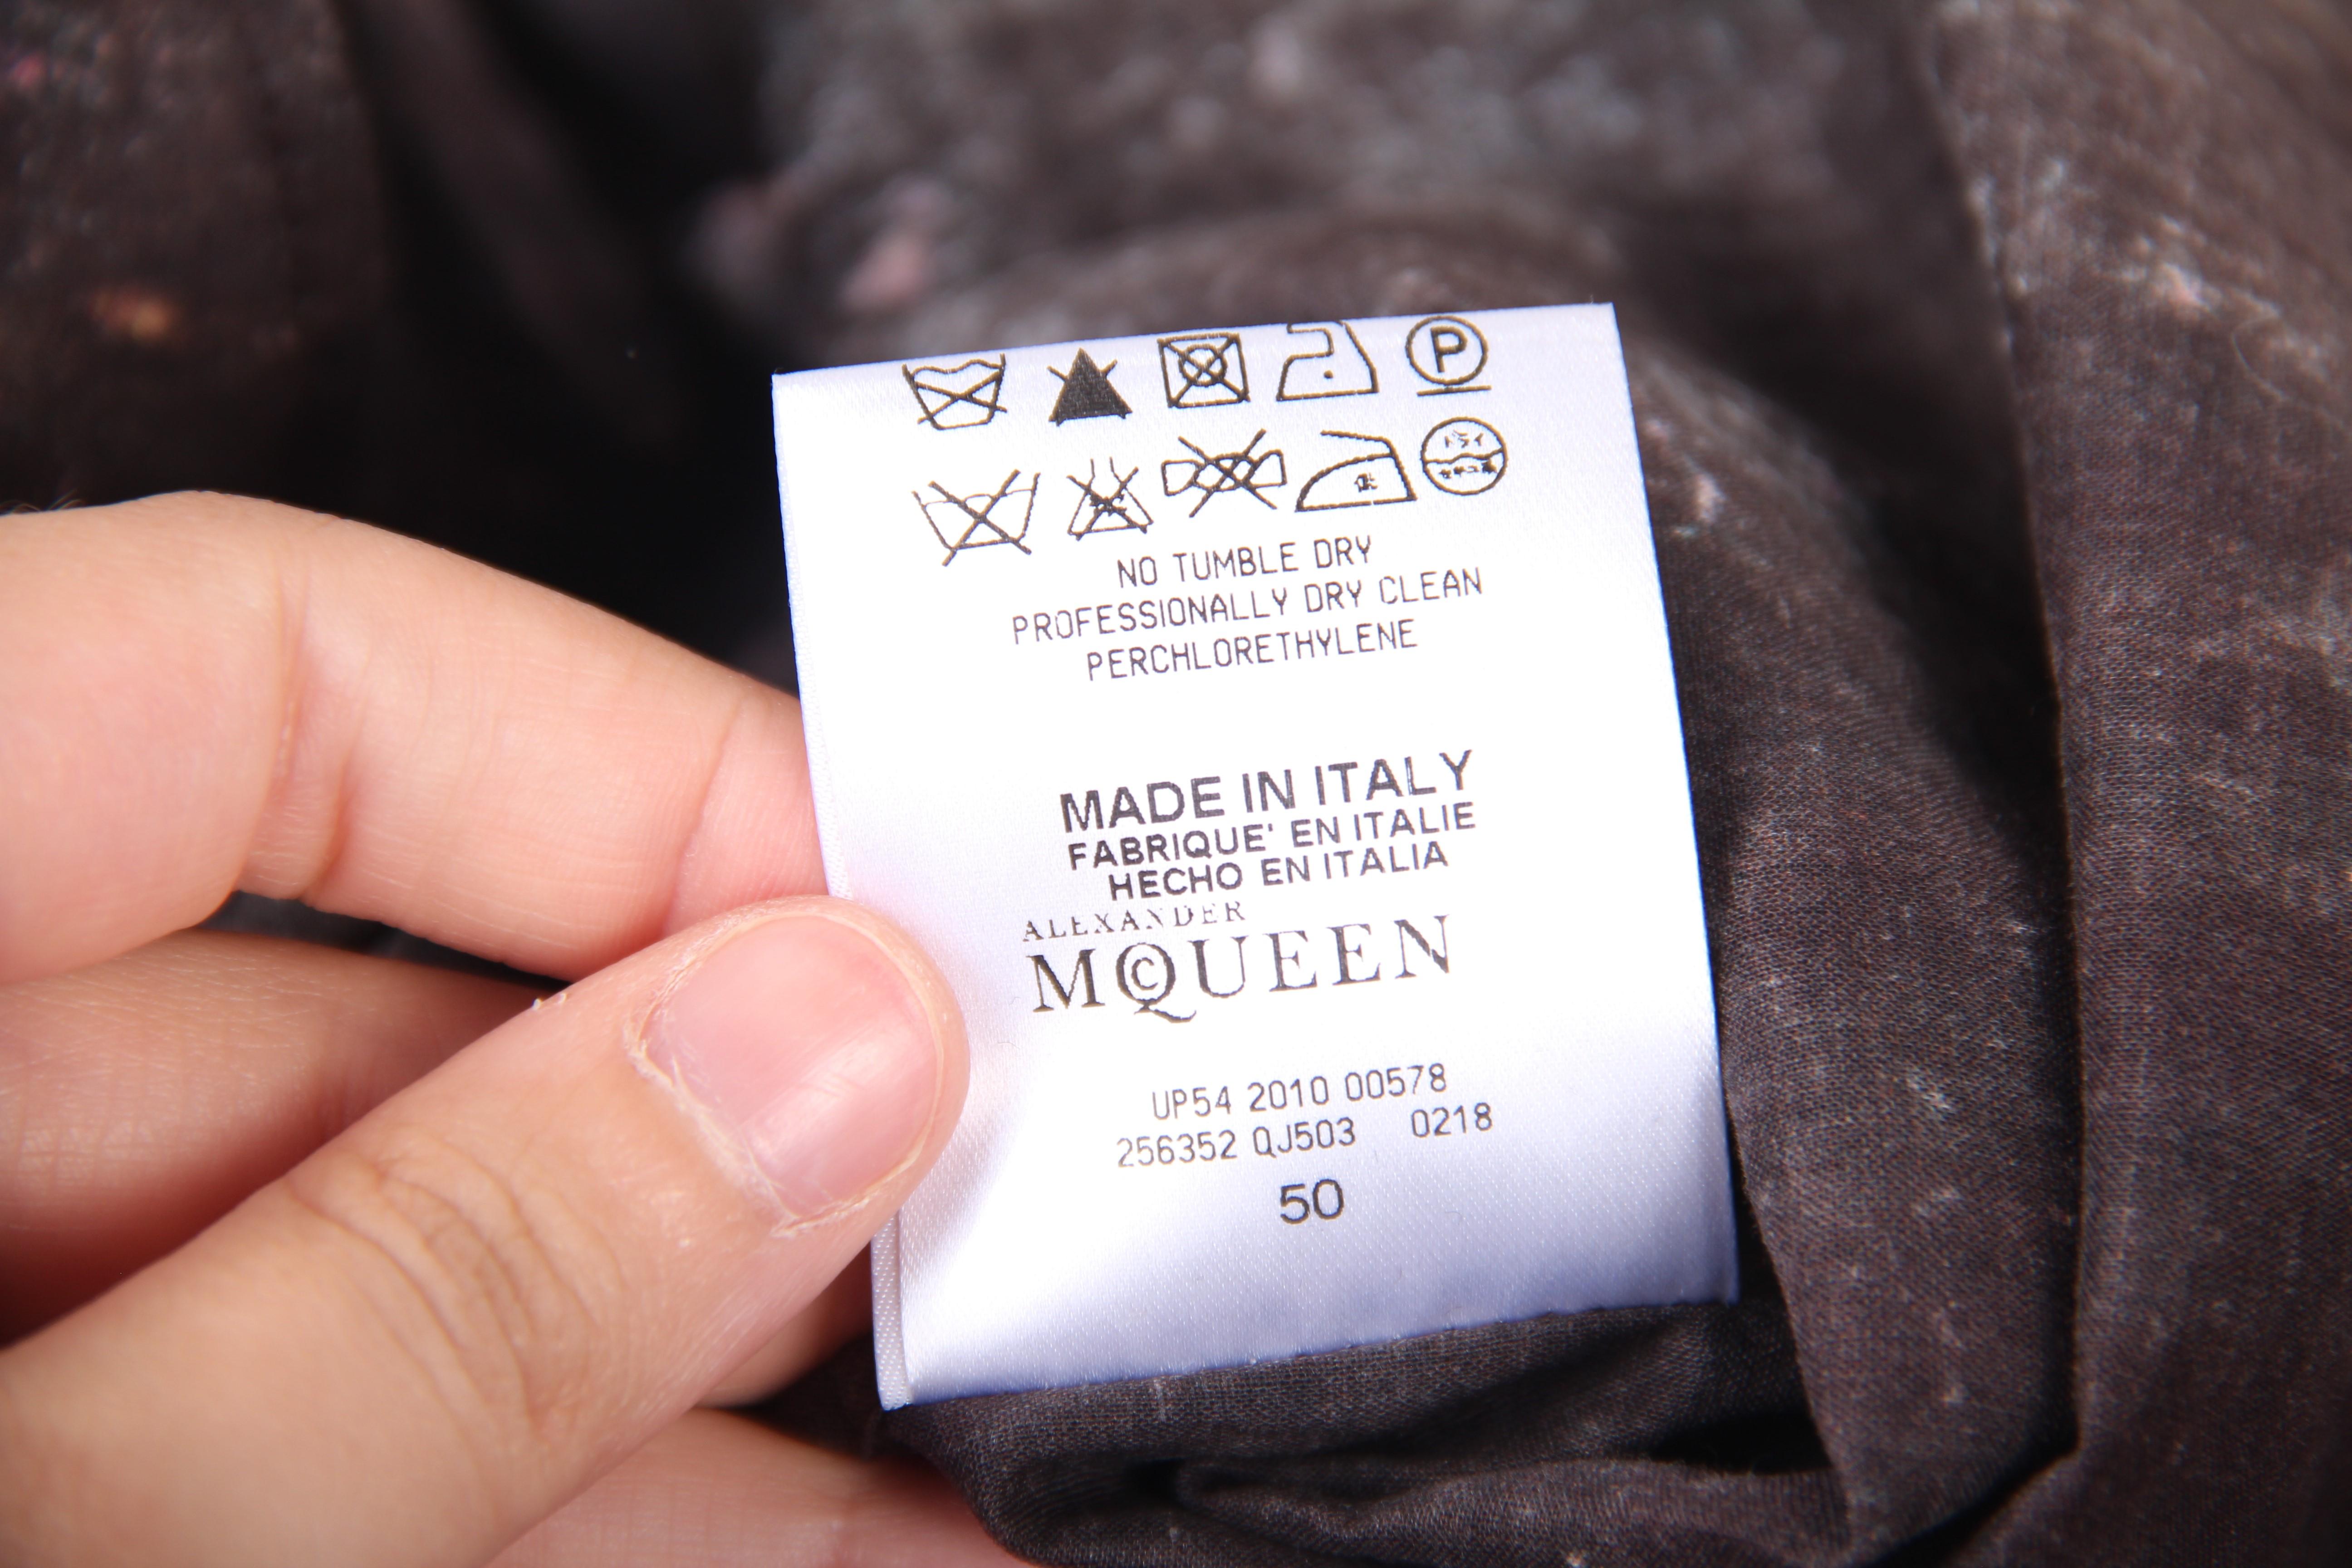 P
NO TUMBLE DRY
PROFESSIONALLY DRY CLEAN
PERCHLORETHYLENE
MADE IN ITALY
FABRIQUE' EN ITALIE
HECHO EN ITALIA
ALEXANDER
MCQUEEN
UP54 2010 00578
256352 QJ503 0218
50